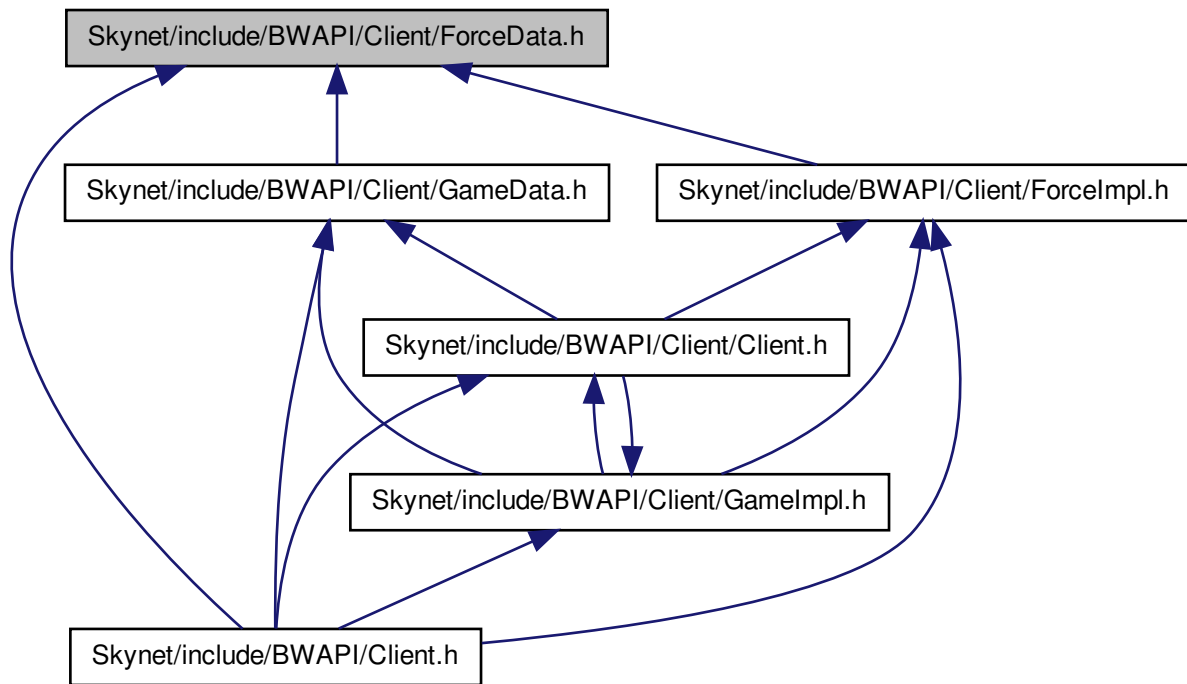 Skynet/include/BWAPI/Client/ForceData.h
Skynet/include/BWAPI/Client/GameData.h
Skynet/include/BWAPI/Client/ForceImpl.h
Skynet/include/BWAPI/Client/Client.h
Skynet/include/BWAPI/Client/GameImpl.h
Skynet/include/BWAPI/Client.h